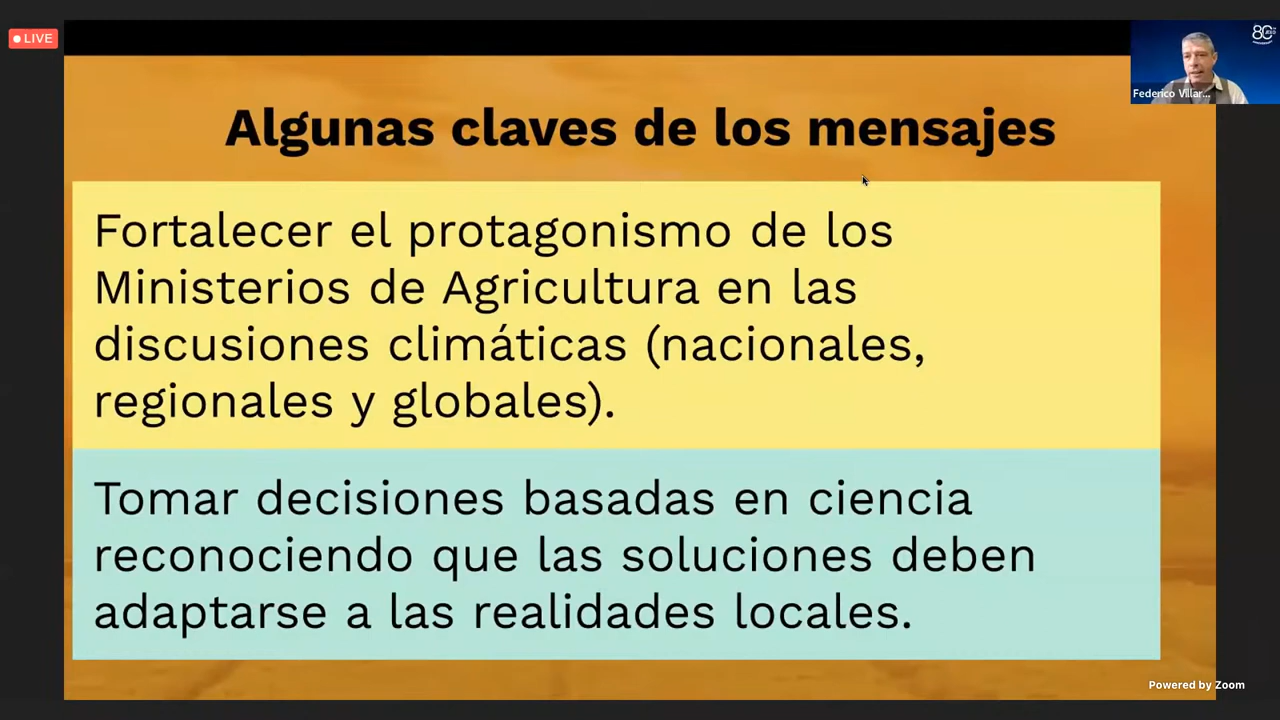 LIVE
Federico Villar...
Algunas claves de los mensajes
Fortalecer el protagonismo de los
Ministerios de Agricultura en las
discusiones climáticas (nacionales,
regionales y globales).
Tomar decisiones basadas en ciencia
reconociendo que las soluciones deben
adaptarse a las realidades locales.
Powered by Zoom